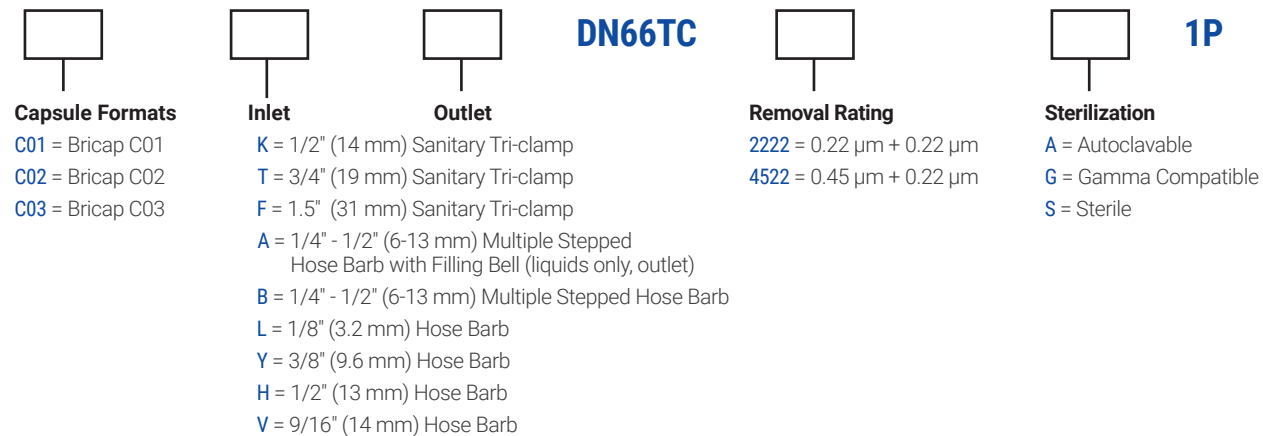 DN66TC 1P
Capsule Formats
C01 = Bricap C01
C02 = Bricap C02
C03 = Bricap C03
Inlet Outlet
K = 1/2" (14 mm) Sanitary Tri-clamp
T = 3/4" (19 mm) Sanitary Tri-clamp
F = 1.5" (31 mm) Sanitary Tri-clamp
A = 1/4" - 1/2" (6-13 mm) Multiple Stepped
Hose Barb with Filling Bell (liquids only, outlet)
B = 1/4" - 1/2" (6-13 mm) Multiple Stepped Hose Barb
L = 1/8" (3.2 mm) Hose Barb
Y = 3/8" (9.6 mm) Hose Barb
H = 1/2" (13 mm) Hose Barb
V = 9/16" (14 mm) Hose Barb
Removal Rating
2222 = 0.22 µm + 0.22 µm
4522 = 0.45 µm + 0.22 µm
Sterilization
A = Autoclavable
G = Gamma Compatible
S = Sterile